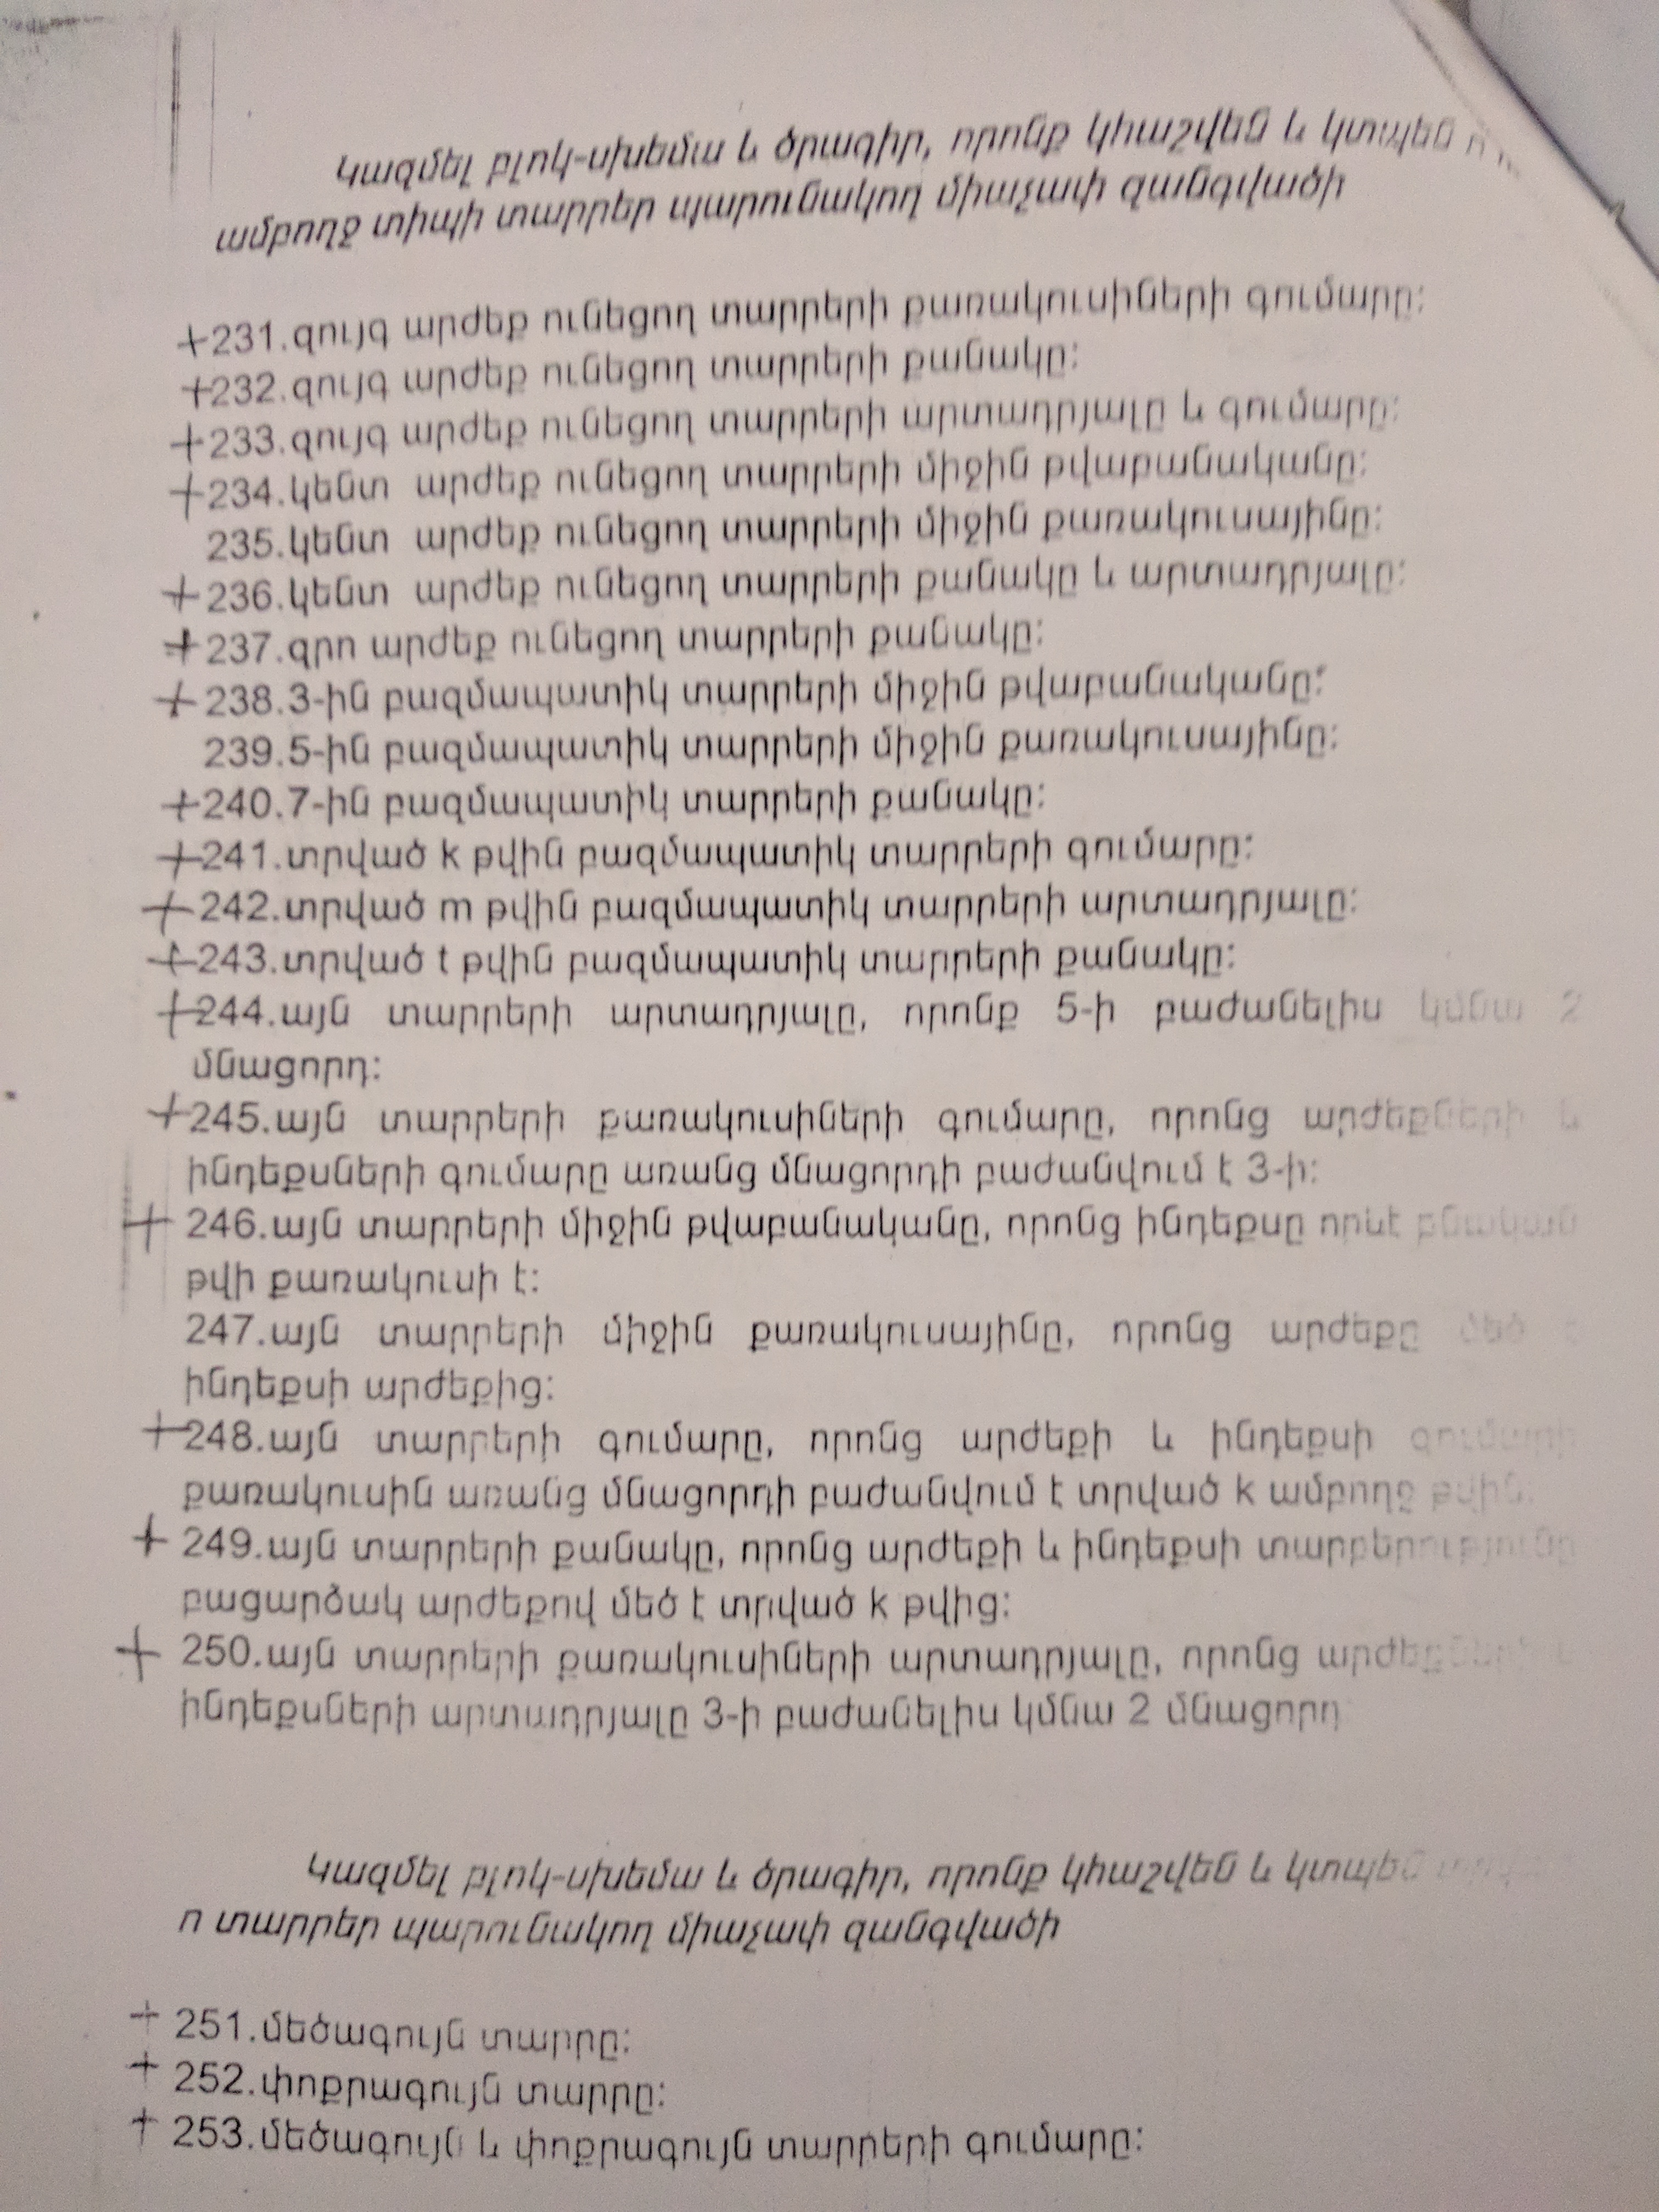 Կազմել բլոկ-սխեմա և ծրագիր, որոնք կհաշվեն և կտպեն
ամբողջ տիպի տարրեր պարունակող միաչափ զանգվածի
+231.զույգ արժեք ունեցող տարրերի քառակուսիների գումարը:
+232.զույգ արժեք ունեցող տարրերի քանակը:
+233.զույգ արժեք ունեցող տարրերի արտադրյալը և գումարը:
+234.կենտ արժեք ունեցող տարրերի միջին թվաբանականը:
235.կենտ արժեք ունեցող տարրերի միջին քառակուսայինը:
+236.կենտ արժեք ունեցող տարրերի քանակը և արտադրյալը:
+237.զրո արժեք ունեցող տարրերի քանակը:
+238.3-ին բազմապատիկ տարրերի միջին թվաբանականը:
239.5-ին բազմապատիկ տարրերի միջին քառակուսայինը:
+240.7-ին բազմապատիկ տարրերի քանակը:
+241.տրված k թվին բազմապատիկ տարրերի գումարը:
+242.տրված m թվին բազմապատիկ տարրերի արտադրյալը:
+243.տրված t թվին բազմապատիկ տարրերի քանակը:
+244.այն տարրերի արտադրյալը, որոնք 5-ի բաժանելիս կմնա 2
մնացորդ:
+245.այն տարրերի քառակուսիների գումարը, որոնց արժեքների և
ինդեքսների գումարը առանց մնացորդի բաժանվում է 3-ի:
+246.այն տարրերի միջին թվաբանականը, որոնց ինդեքսը որևէ բնական
թվի քառակուսի է:
247.այն տարրերի միջին քառակուսայինը, որոնց արժեքը մեծ է
ինդեքսի արժեքից:
+248.այն տարրերի գումարը, որոնց արժեքի և ինդեքսի գումարի
քառակուսին առանց մնացորդի բաժանվում է տրված k ամբողջ թվին:
+249.այն տարրերի քանակը, որոնց արժեքի և ինդեքսի տարբերությունը
բացարձակ արժեքով մեծ է տրված k թվից:
+250.այն տարրերի քառակուսիների արտադրյալը, որոնց արժեքների
ինդեքսների արտադրյալը 3-ի բաժանելիս կմնա 2 մնացորդ
Կազմել բլոկ-սխեմա և ծրագիր, որոնք կհաշվեն և կտպեն
n տարրեր պարունակող միաչափ զանգվածի
+251.մեծագույն տարրը:
+252.փոքրագույն տարրը:
+253.մեծագույն և փոքրագույն տարրերի գումարը: